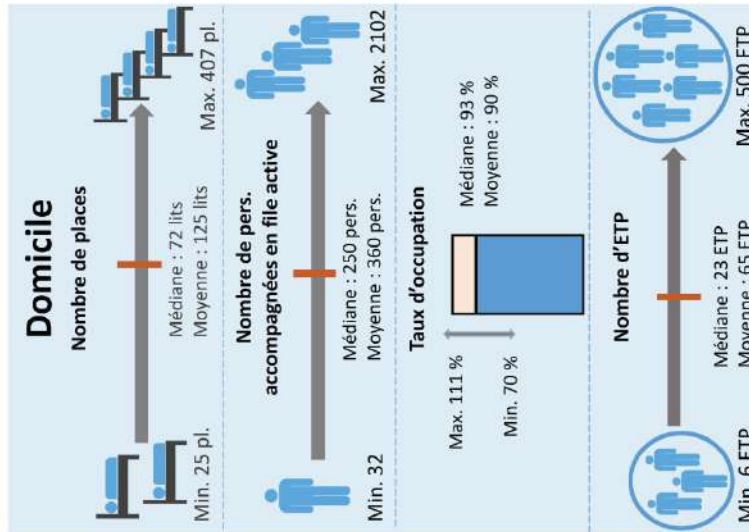 Domicile
Nombre de places
Min. 25 pl.
Médiane : 72 lits
Moyenne : 125 lits
Max. 407 pl.
Nombre de pers.
accompagnées en file active
Min. 32
Médiane : 250 pers.
Moyenne : 360 pers.
Max. 2102
Taux d'occupation
Max. 111 %
Min. 70 %
Médiane : 93 %
Moyenne : 90 %
Nombre d'ETP
Min. 6 ETP
Médiane : 23 ETP
Moyenne : 65 ETP
Max. 500 ETP